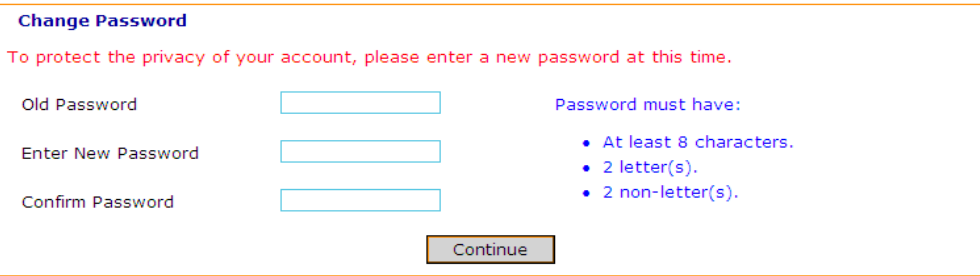 Change Password
To protect the privacy of your account, please enter a new password at this time.
Old Password
Enter New Password
Confirm Password
Password must have:
• At least 8 characters.
• 2 letter(s).
• 2 non-letter(s).
Continue